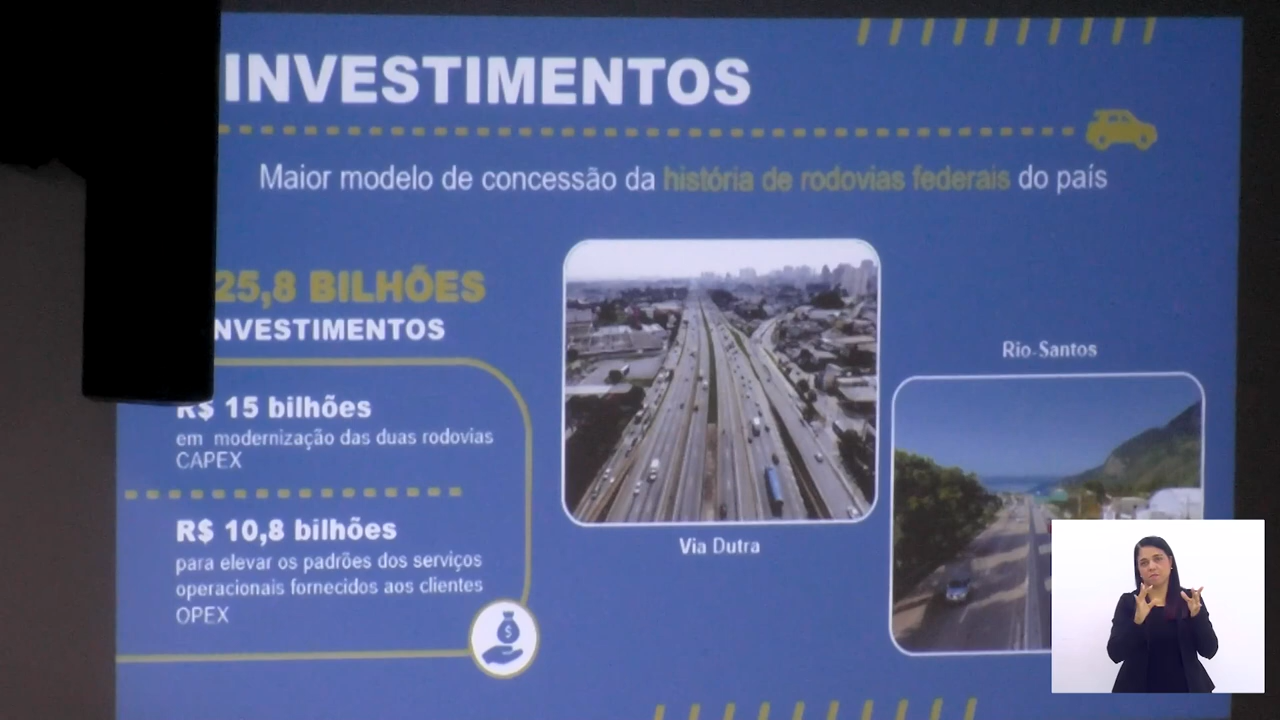 INVESTIMENTOS
Maior modelo de concessão da história de rodovias federais do país
25,8 BILHÕES
NVESTIMENTOS
R$ 15 bilhões
em modernização das duas rodovias
CAPEX
R$ 10,8 bilhões
para elevar os padrões dos serviços
operacionais fornecidos aos clientes
OPEX
$
Via Dutra
Rio-Santos